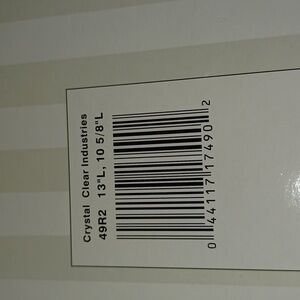 Crystal Clear Industries
49R2 13"L, 10 5/8"L
0 44117 17490 2